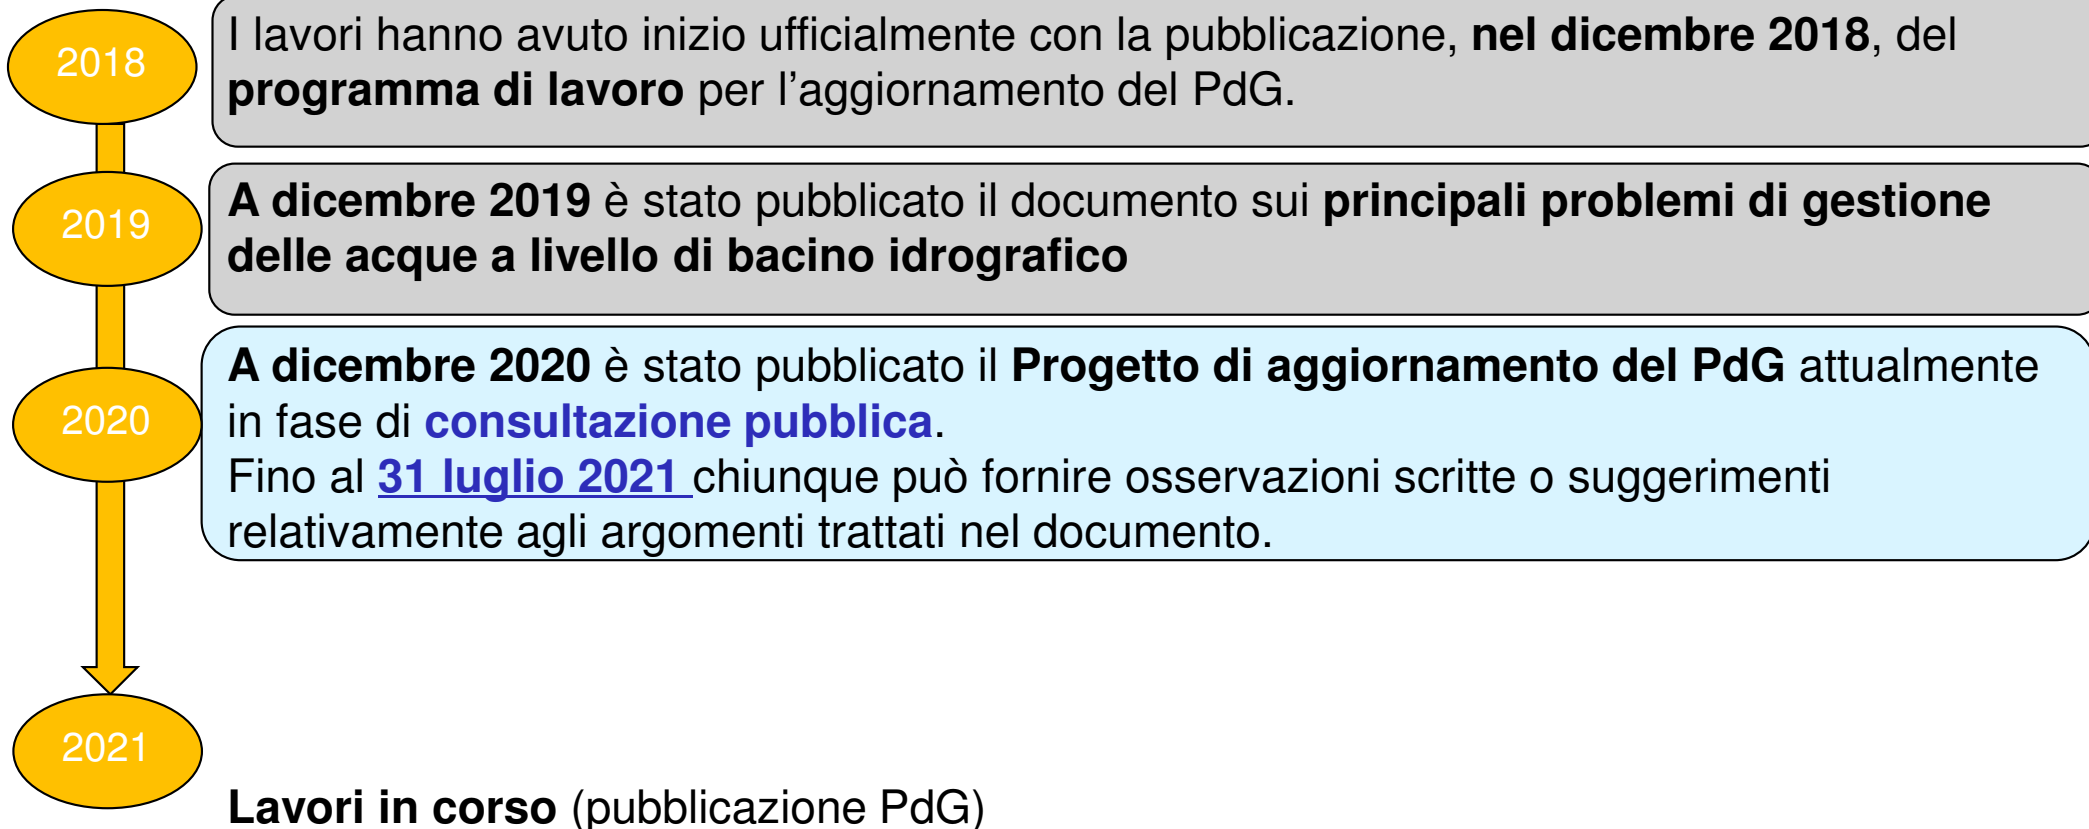 2018
I lavori hanno avuto inizio ufficialmente con la pubblicazione, nel dicembre 2018, del
programma di lavoro per l’aggiornamento del PdG.
2019
A dicembre 2019 è stato pubblicato il documento sui principali problemi di gestione
delle acque a livello di bacino idrografico
2020
A dicembre 2020 è stato pubblicato il Progetto di aggiornamento del PdG attualmente
in fase di consultazione pubblica.
Fino al 31 luglio 2021 chiunque può fornire osservazioni scritte o suggerimenti
relativamente agli argomenti trattati nel documento.
2021
Lavori in corso (pubblicazione PdG)